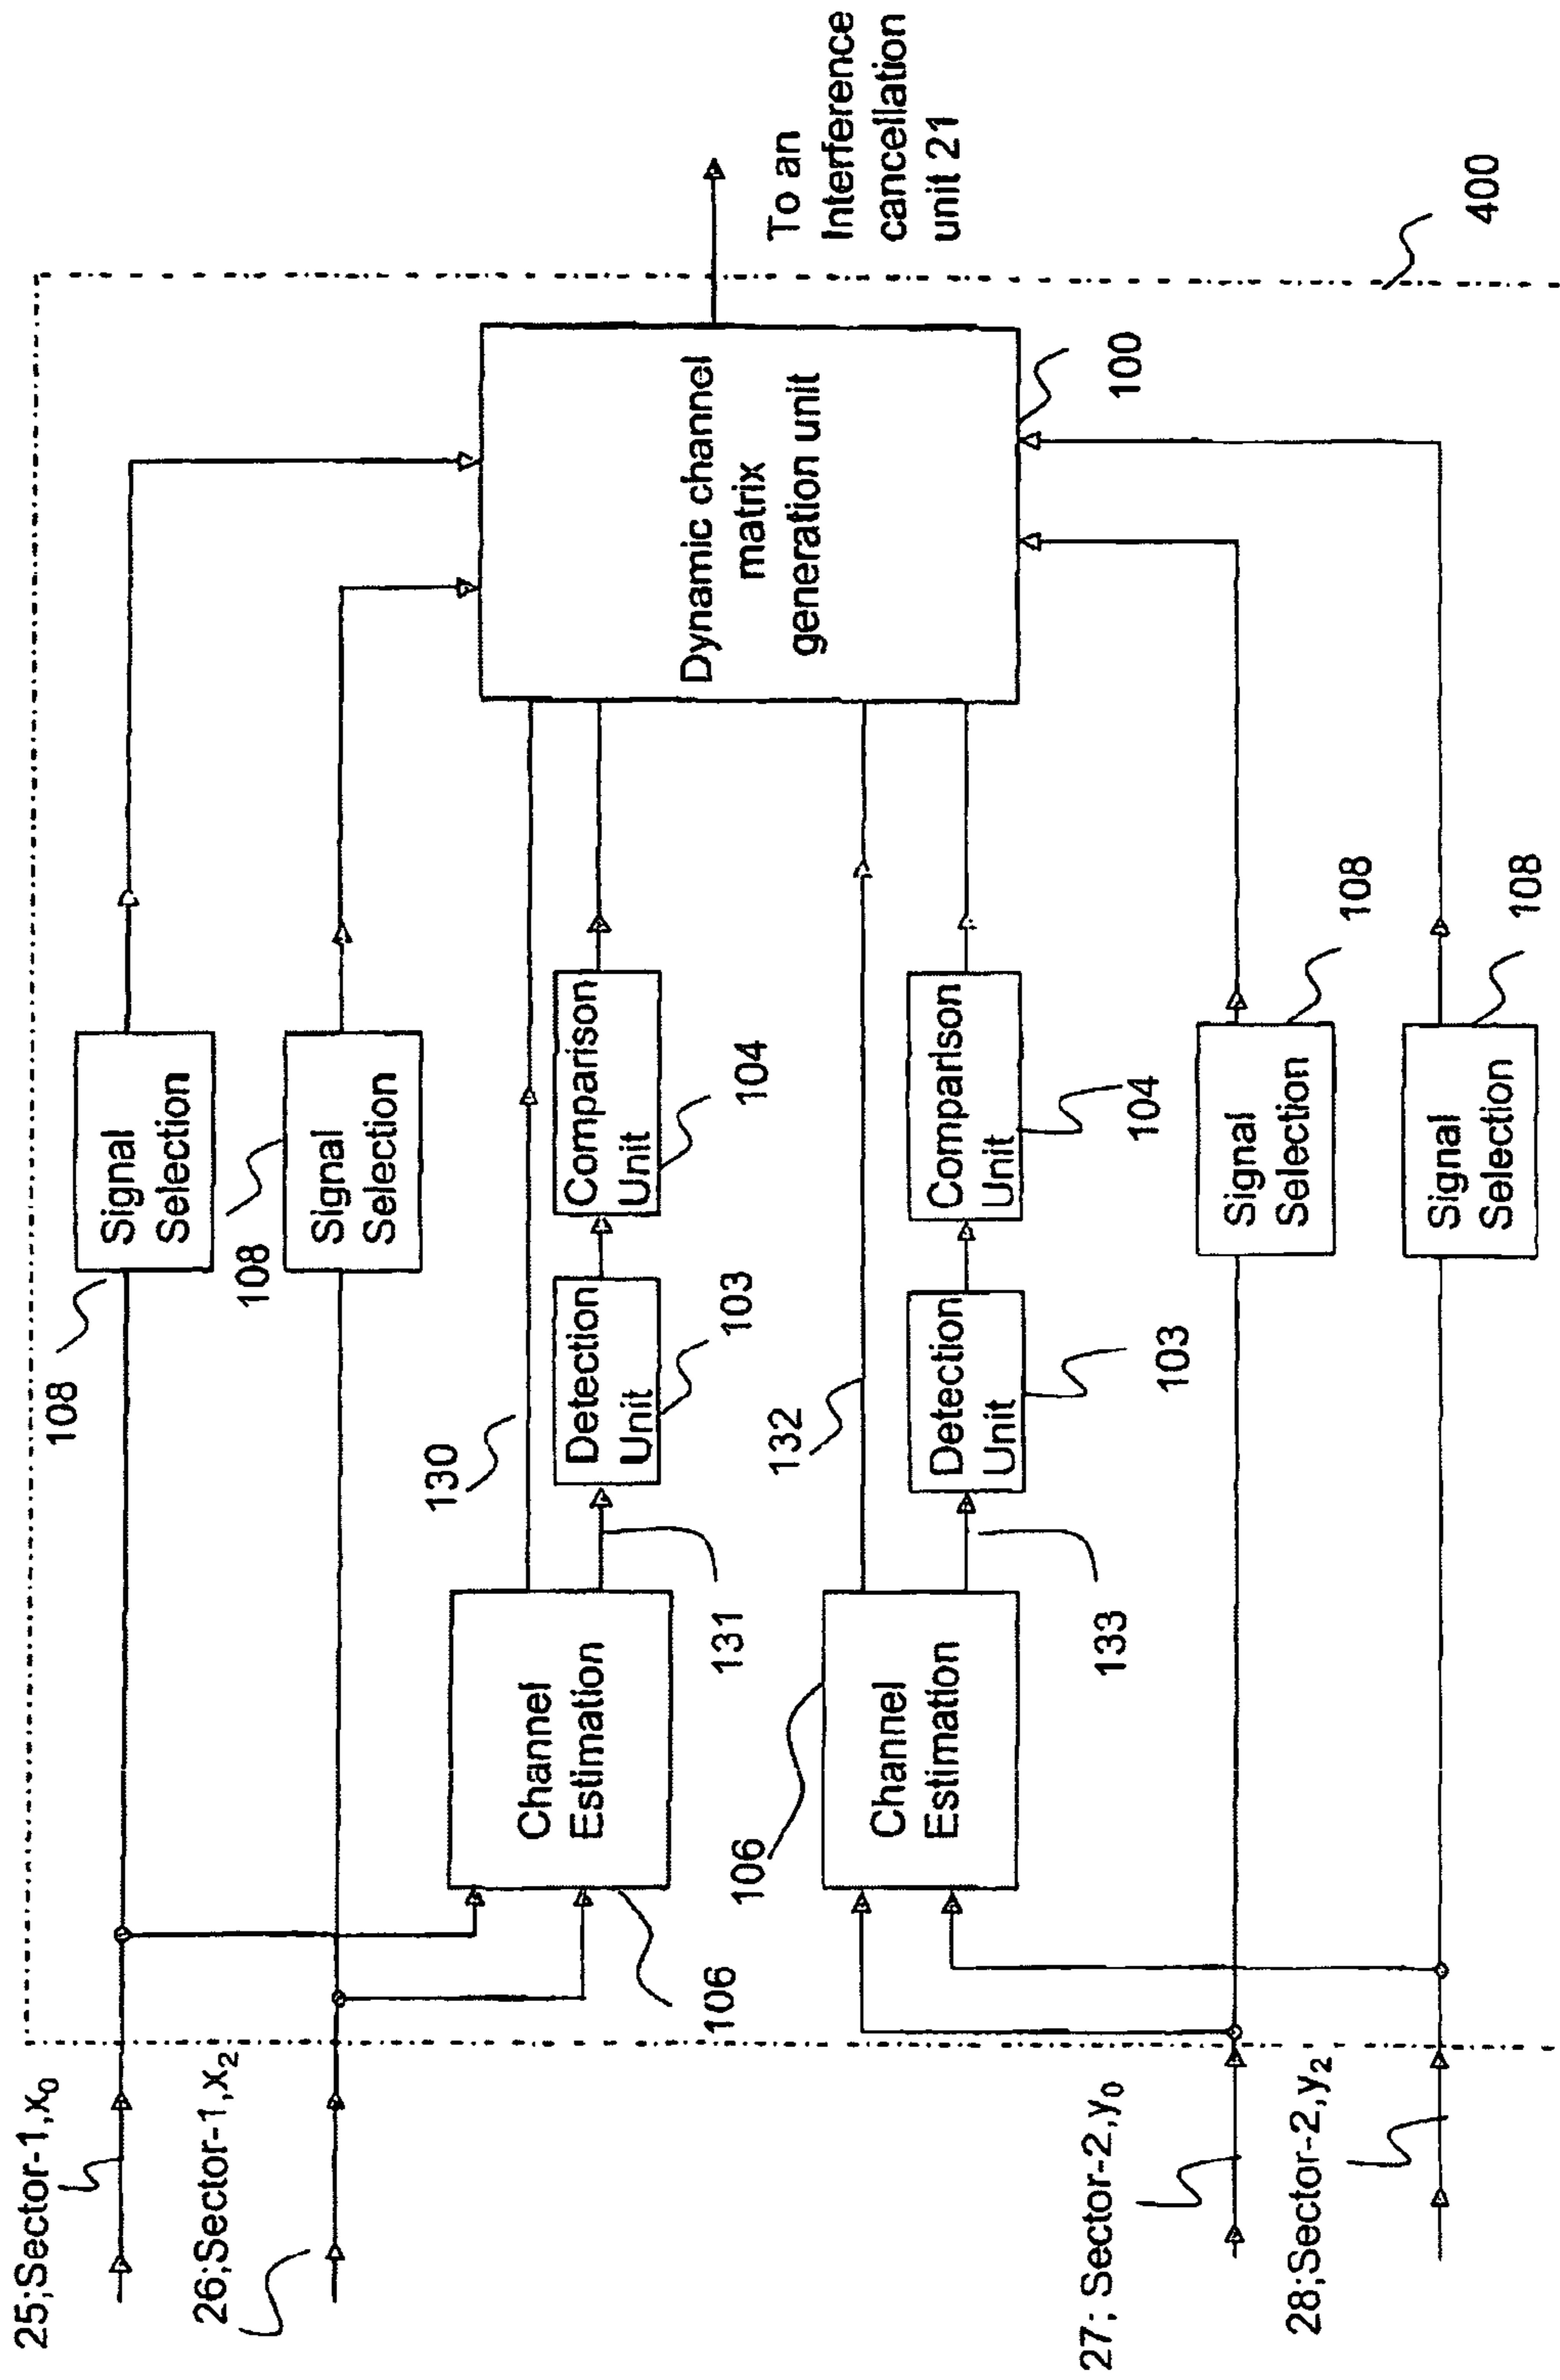 25;Sector-1,x₀
26;Sector-1,x₂
108
Signal
Selection
108
Signal
Selection
106
Channel
Estimation
130
131
Detection
Unit
103
Comparison
Unit
104
Dynamic channel
matrix
generation unit
100
To an
Interference
cancellation
unit 21
400
106
Channel
Estimation
132
133
Detection
Unit
103
Comparison
Unit
104
27; Sector-2,y₀
Signal
Selection
108
28;Sector-2,y₂
Signal
Selection
108